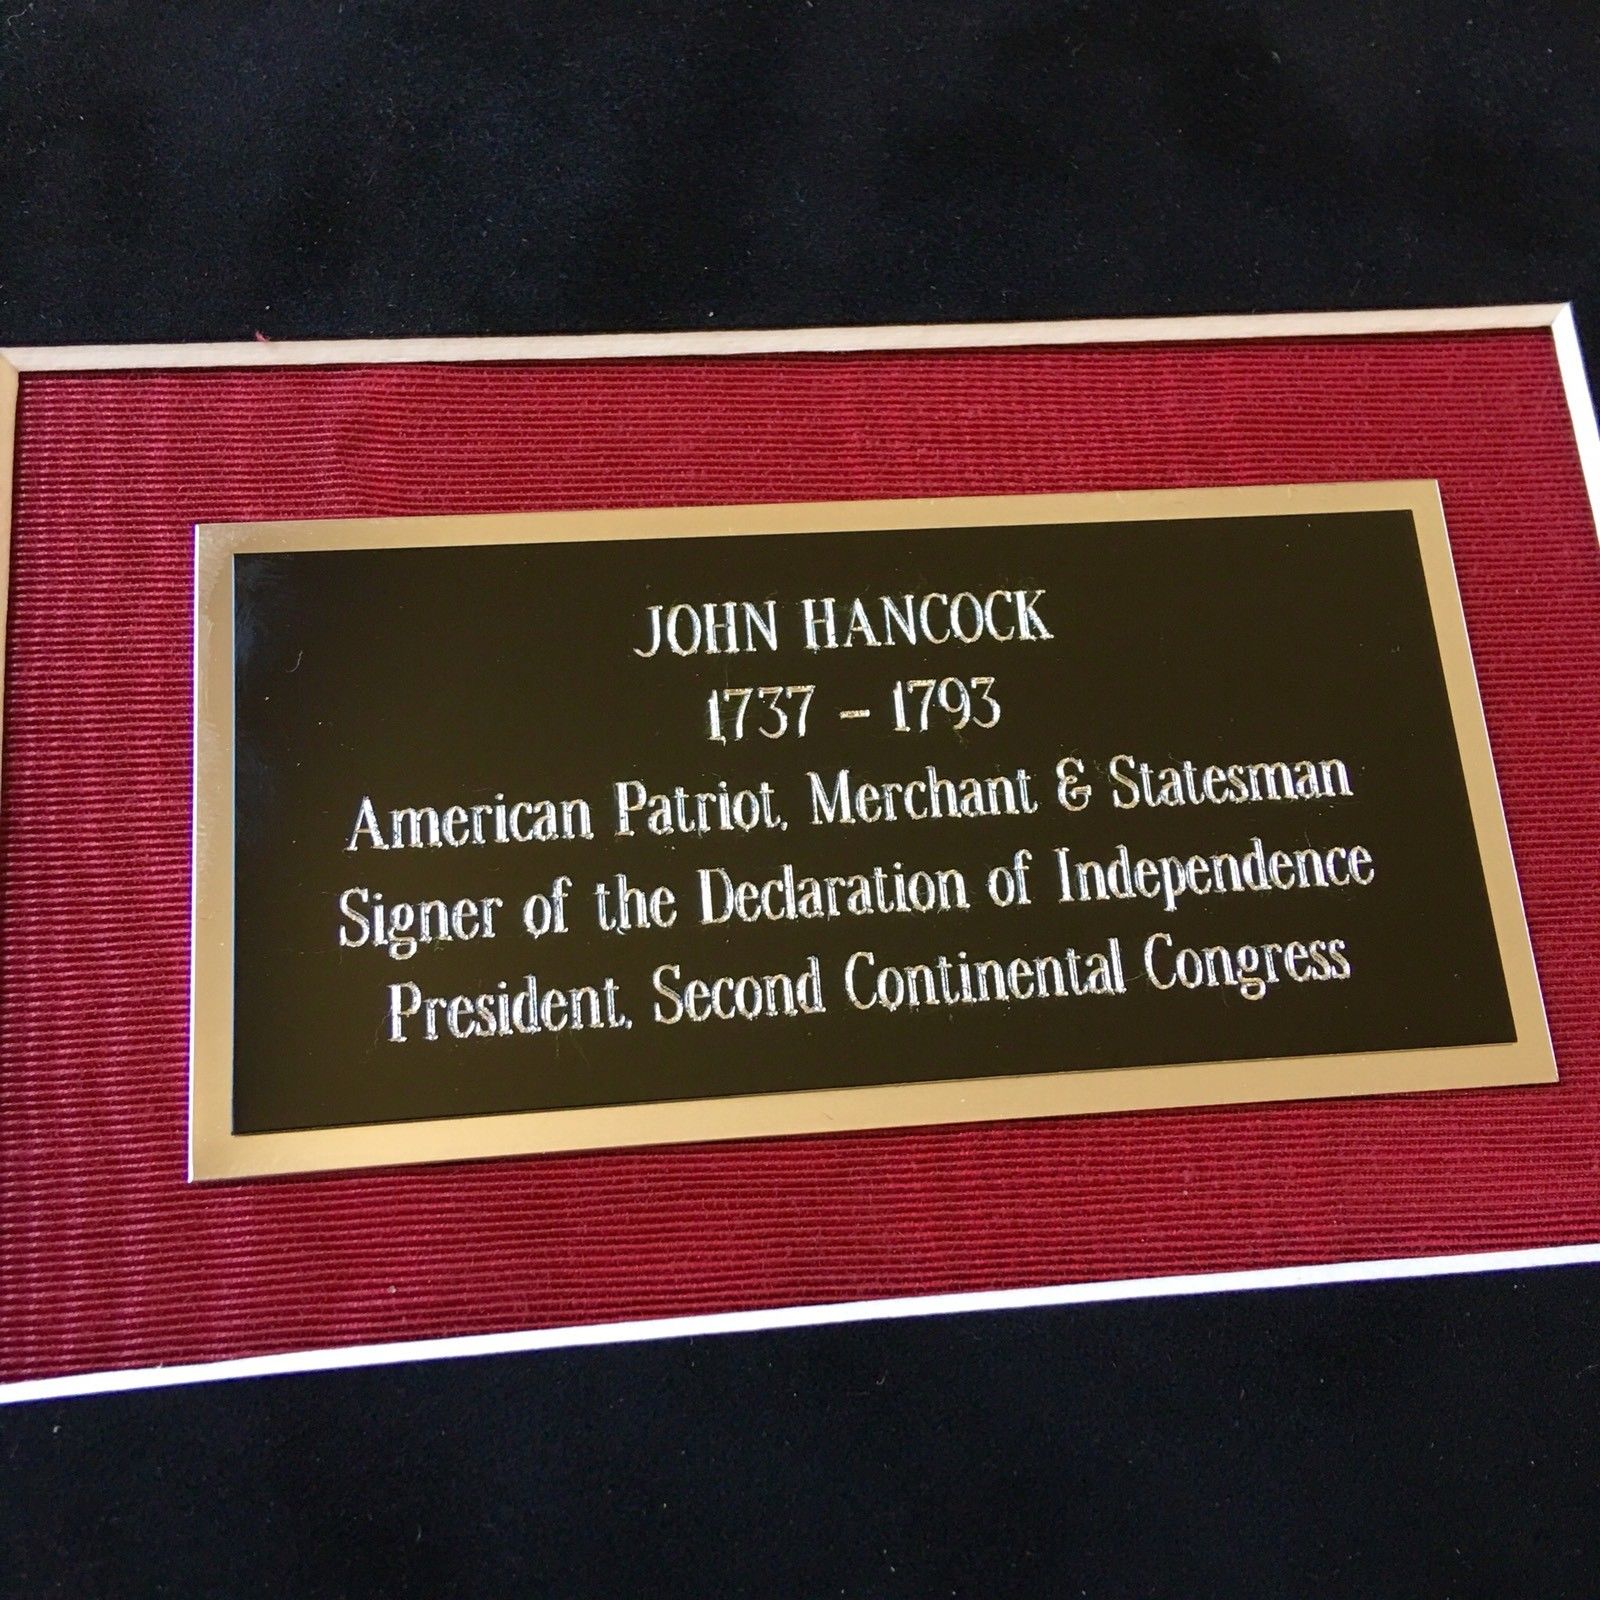 JOHN HANCOCK
1737 - 1793
American Patriot, Merchant & Statesman
Signer of the Declaration of Independence
President, Second Continental Congress